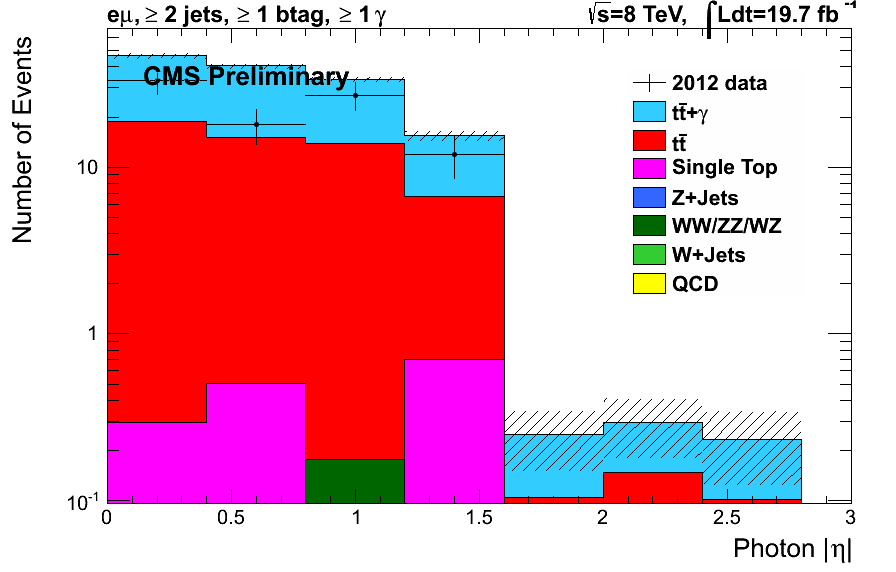 eμ, ≥ 2 jets, ≥ 1 btag, ≥ 1 γ
√s=8 TeV, ∫Ldt=19.7 fb⁻¹
CMS Preliminary
Number of Events
2012 data
tt̄+γ
tt̄
Single Top
Z+Jets
WW/ZZ/WZ
W+Jets
QCD
10
1
10⁻¹
0 0.5 1 1.5 2 2.5 3
Photon |η|